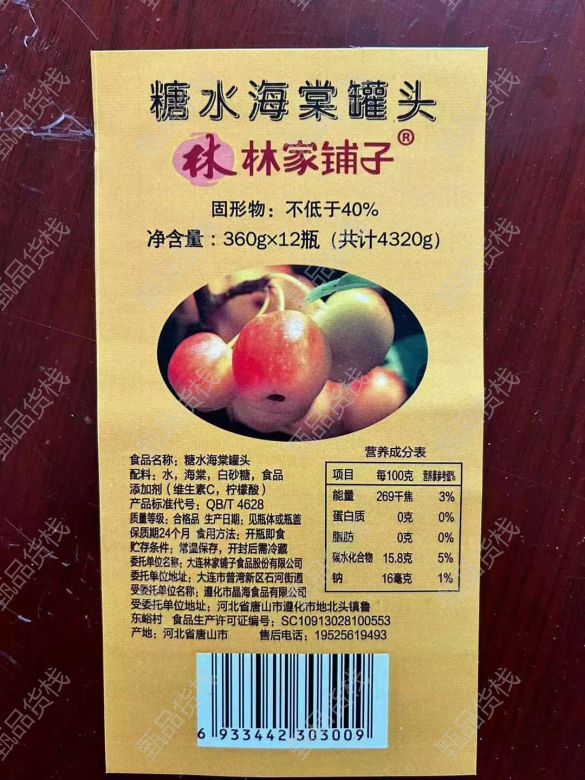 糖水海棠罐头
林 林家铺子®
固形物：不低于40%
净含量：360g×12瓶（共计4320g）
食品名称：糖水海棠罐头
配料：水，海棠，白砂糖，食品
添加剂（维生素C，柠檬酸）
产品标准代号：QB/T 4628
质量等级：合格品 生产日期：见瓶体或瓶盖
保质期24个月 食用方法：开瓶即食
贮存条件：常温保存，开封后需冷藏
委托单位名称：大连林家铺子食品股份有限公司
委托单位地址：大连市普湾新区石河街道
受委托单位名称：遵化市晶海食品有限公司
受委托单位地址：河北省唐山市遵化市地北头镇鲁
东峪村 食品生产许可证编号：SC10913028100553
产地：河北省唐山市 售后电话：19525619493
营养成分表
项目 每100克 营养素参考值%
能量 269千焦 3%
蛋白质 0克 0%
脂肪 0克 0%
碳水化合物 15.8克 5%
钠 16毫克 1%
6 933442 303009
甄品货栈